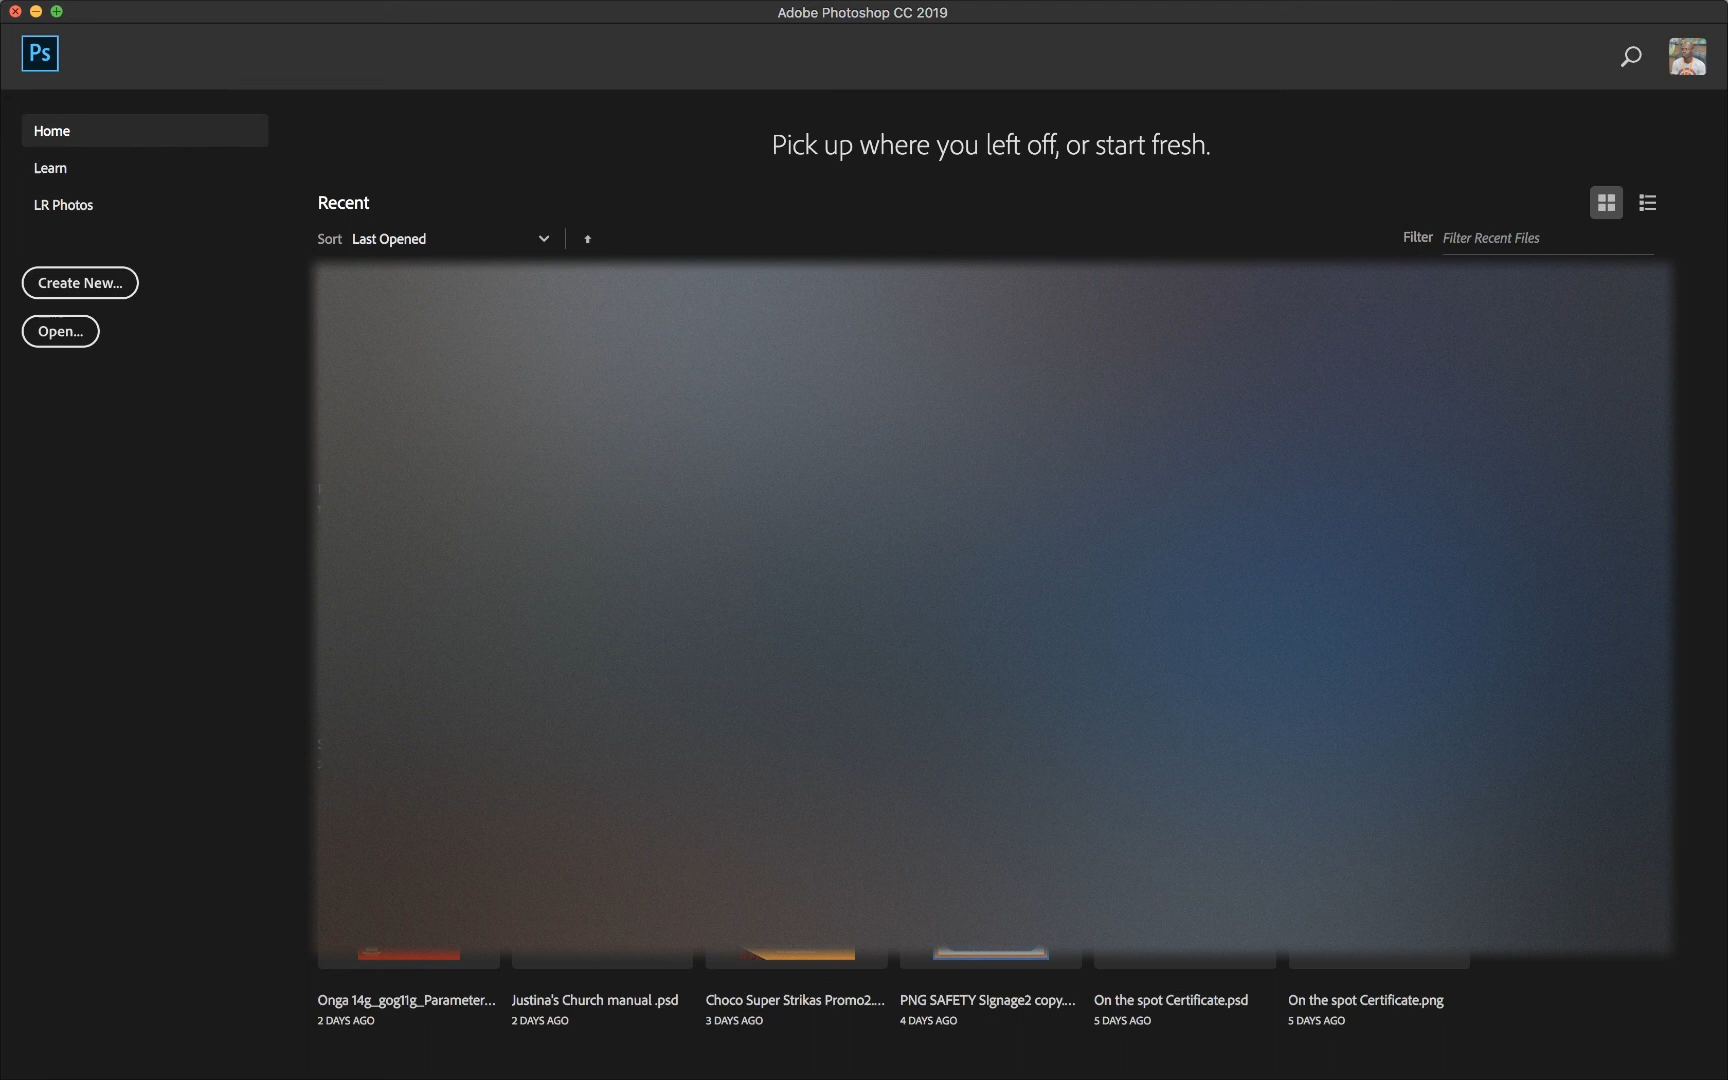 Adobe Photoshop CC 2019
Ps
Home
Learn
LR Photos
Create New...
Open...
Pick up where you left off, or start fresh.
Recent
Sort Last Opened
Filter Filter Recent Files
Onga 14g_gog11g_Parameter...
2 DAYS AGO
Justina's Church manual .psd
2 DAYS AGO
Choco Super Strikas Promo2....
3 DAYS AGO
PNG SAFETY SIgnage2 copy....
4 DAYS AGO
On the spot Certificate.psd
5 DAYS AGO
On the spot Certificate.png
5 DAYS AGO